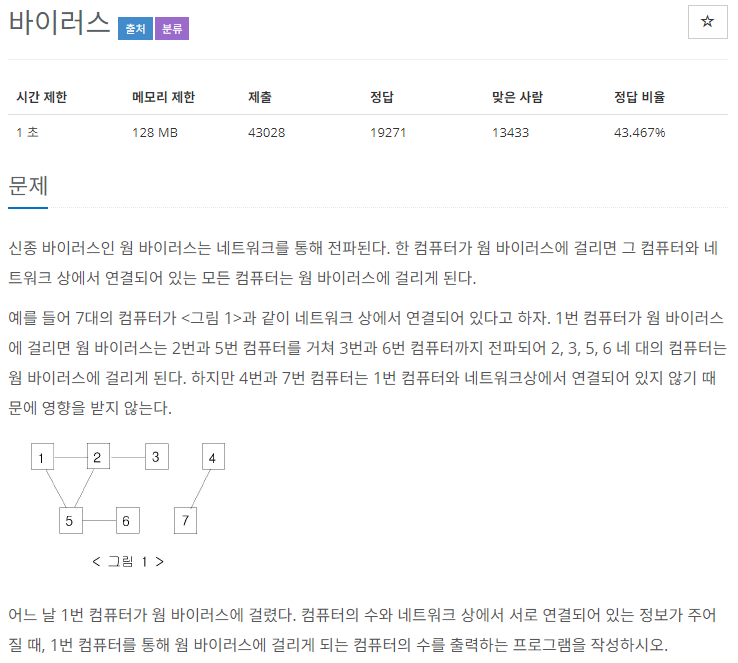 바이러스 출처 분류
☆
시간 제한 메모리 제한 제출 정답 맞은 사람 정답 비율
1 초 128 MB 43028 19271 13433 43.467%
문제
신종 바이러스인 웜 바이러스는 네트워크를 통해 전파된다. 한 컴퓨터가 웜 바이러스에 걸리면 그 컴퓨터와 네
트워크 상에서 연결되어 있는 모든 컴퓨터는 웜 바이러스에 걸리게 된다.
예를 들어 7대의 컴퓨터가 <그림 1>과 같이 네트워크 상에서 연결되어 있다고 하자. 1번 컴퓨터가 웜 바이러스
에 걸리면 웜 바이러스는 2번과 5번 컴퓨터를 거쳐 3번과 6번 컴퓨터까지 전파되어 2, 3, 5, 6 네 대의 컴퓨터는
웜 바이러스에 걸리게 된다. 하지만 4번과 7번 컴퓨터는 1번 컴퓨터와 네트워크상에서 연결되어 있지 않기 때
문에 영향을 받지 않는다.
1 2 3 4
5 6 7
< 그림 1 >
어느 날 1번 컴퓨터가 웜 바이러스에 걸렸다. 컴퓨터의 수와 네트워크 상에서 서로 연결되어 있는 정보가 주어
질 때, 1번 컴퓨터를 통해 웜 바이러스에 걸리게 되는 컴퓨터의 수를 출력하는 프로그램을 작성하시오.